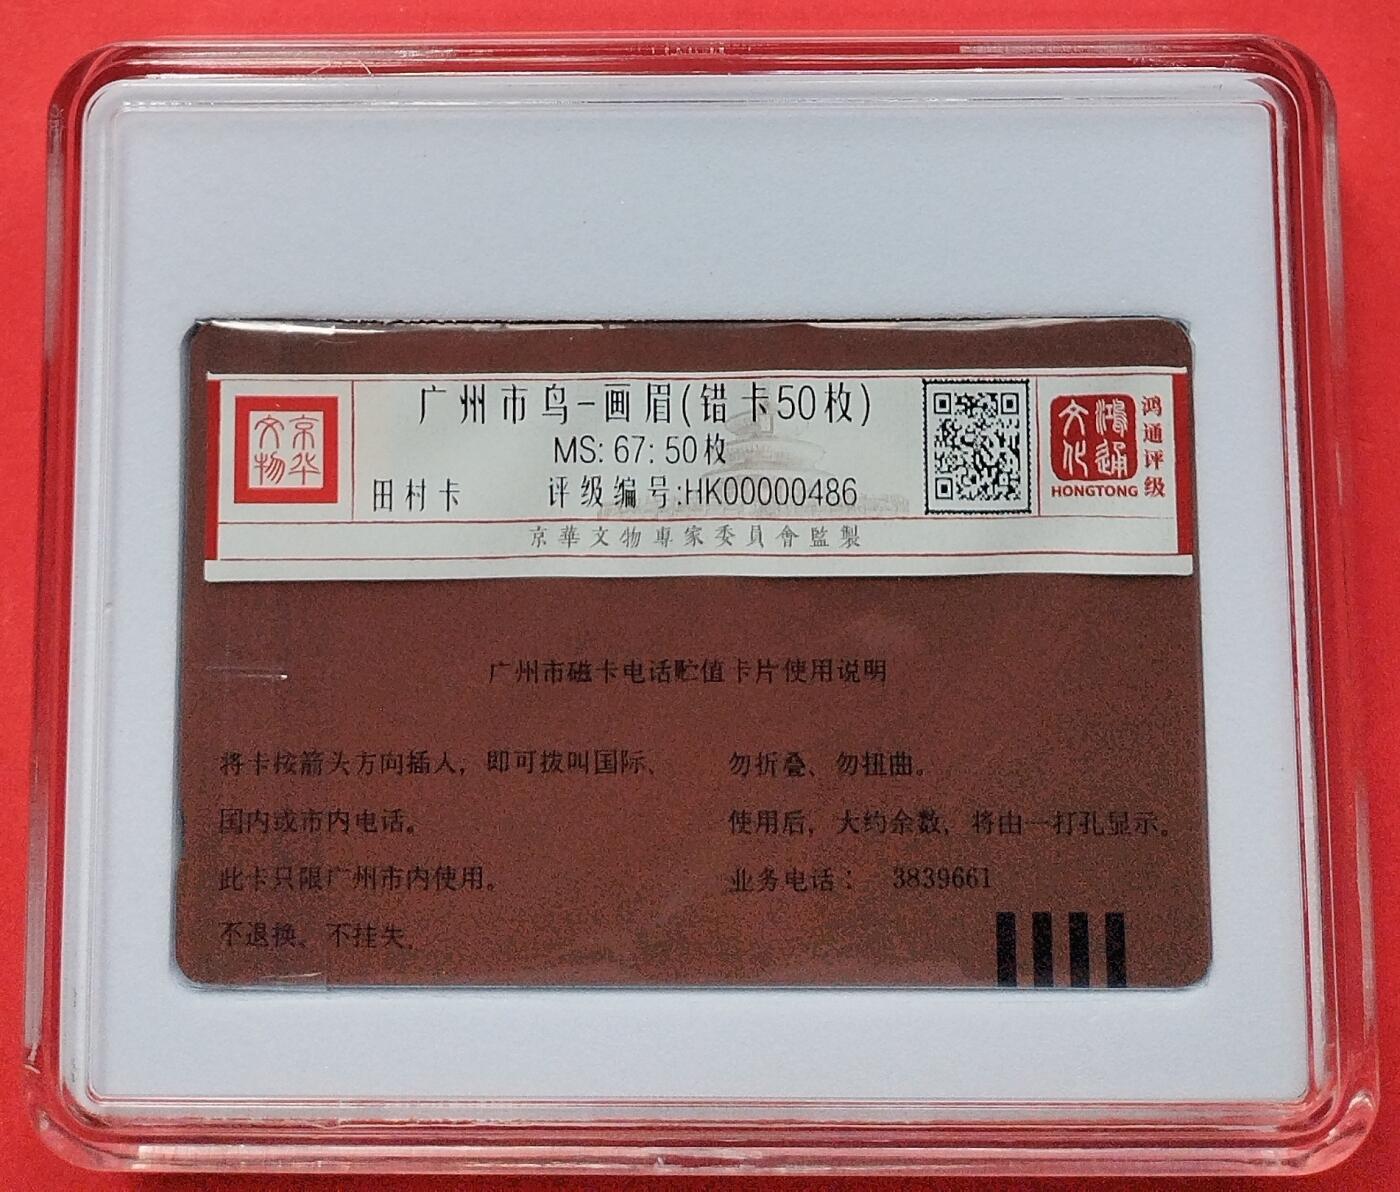 京华
文物
广州市鸟-画眉(错卡50枚)
MS: 67: 50枚
田村卡 评级编号:HK00000486
京華文物專家委員會監製
鸿通
文化
HONGTONG
鸿通评级
广州市磁卡电话贮值卡片使用说明
将卡按箭头方向插人，即可拨叫国际、
国内或市内电话。
此卡只限广州市内使用。
不退换、不挂失。
勿折叠、勿扭曲。
使用后，大约余数，将由一打孔显示。
业务电话： 3839661